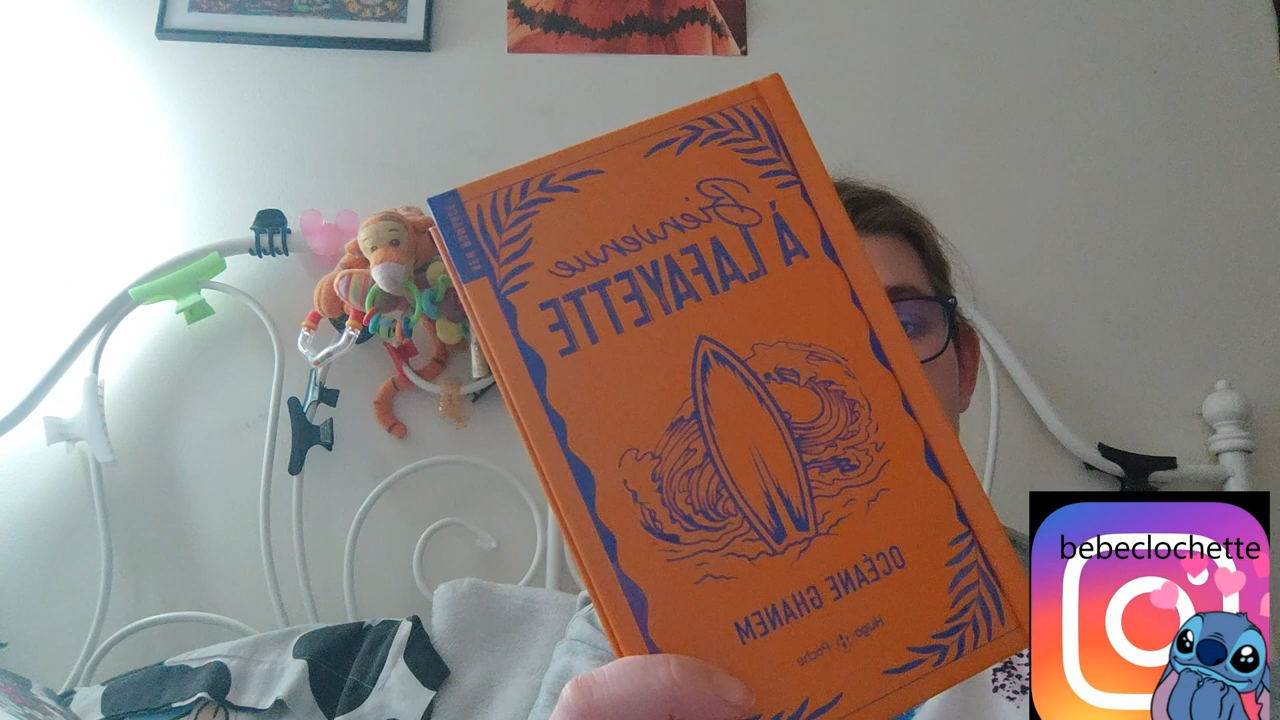 Bienvenue
À LAFAYETTE
OCÉANE GHANEM
Hugo Poche
bebeclochette